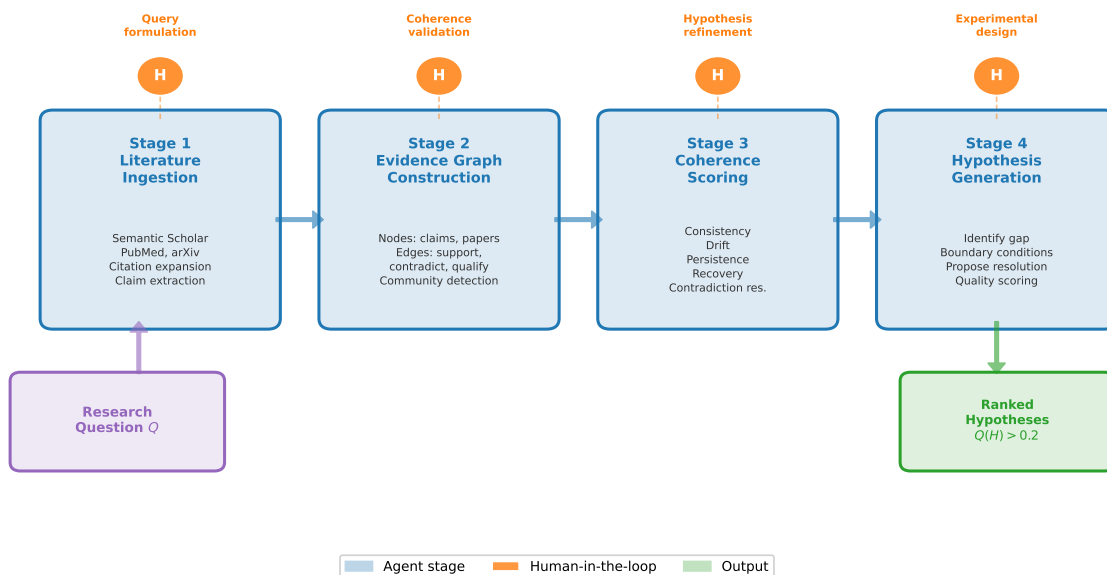 Query
formulation
H
Stage 1
Literature
Ingestion
Semantic Scholar
PubMed, arXiv
Citation expansion
Claim extraction
Coherence
validation
H
Stage 2
Evidence Graph
Construction
Nodes: claims, papers
Edges: support,
contradict, qualify
Community detection
Hypothesis
refinement
H
Stage 3
Coherence
Scoring
Consistency
Drift
Persistence
Recovery
Contradiction res.
Experimental
design
H
Stage 4
Hypothesis
Generation
Identify gap
Boundary conditions
Propose resolution
Quality scoring
Research
Question Q
Ranked
Hypotheses
Q(H) > 0.2
Agent stage
Human-in-the-loop
Output